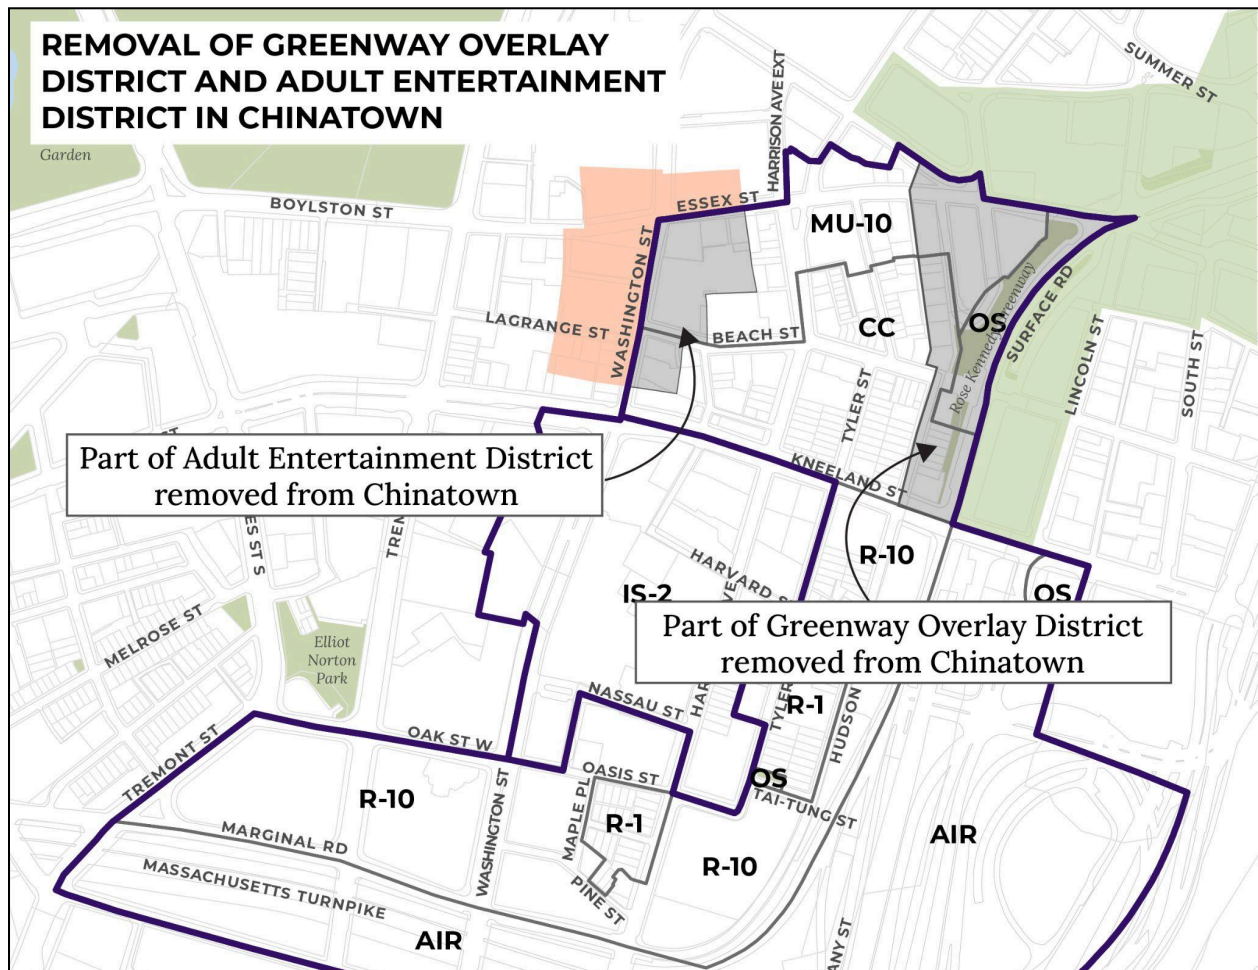 REMOVAL OF GREENWAY OVERLAY
DISTRICT AND ADULT ENTERTAINMENT
DISTRICT IN CHINATOWN
Garden
SUMMER ST
HARRISON AVE EXT
BOYLSTON ST
ESSEX ST
MU-10
WASHINGTON ST
LAGRANGE ST
BEACH ST
CC
OS
Rose Kennedy Greenway
SURFACE RD
LINCOLN ST
SOUTH ST
TYLER ST
KNEELAND ST
Part of Adult Entertainment District
removed from Chinatown
R-10
HARVARD S
IS-2
OS
Part of Greenway Overlay District
removed from Chinatown
MELROSE ST
Elliot
Norton
Park
NASSAU ST
R-1
HUDSON
TREMONT ST
OAK ST W
OASIS ST
OS
TAI-TUNG ST
R-10
WASHINGTON ST
MAPLE PL
R-1
MARGINAL RD
AIR
R-10
MASSACHUSETTS TURNPIKE
PINE ST
AIR